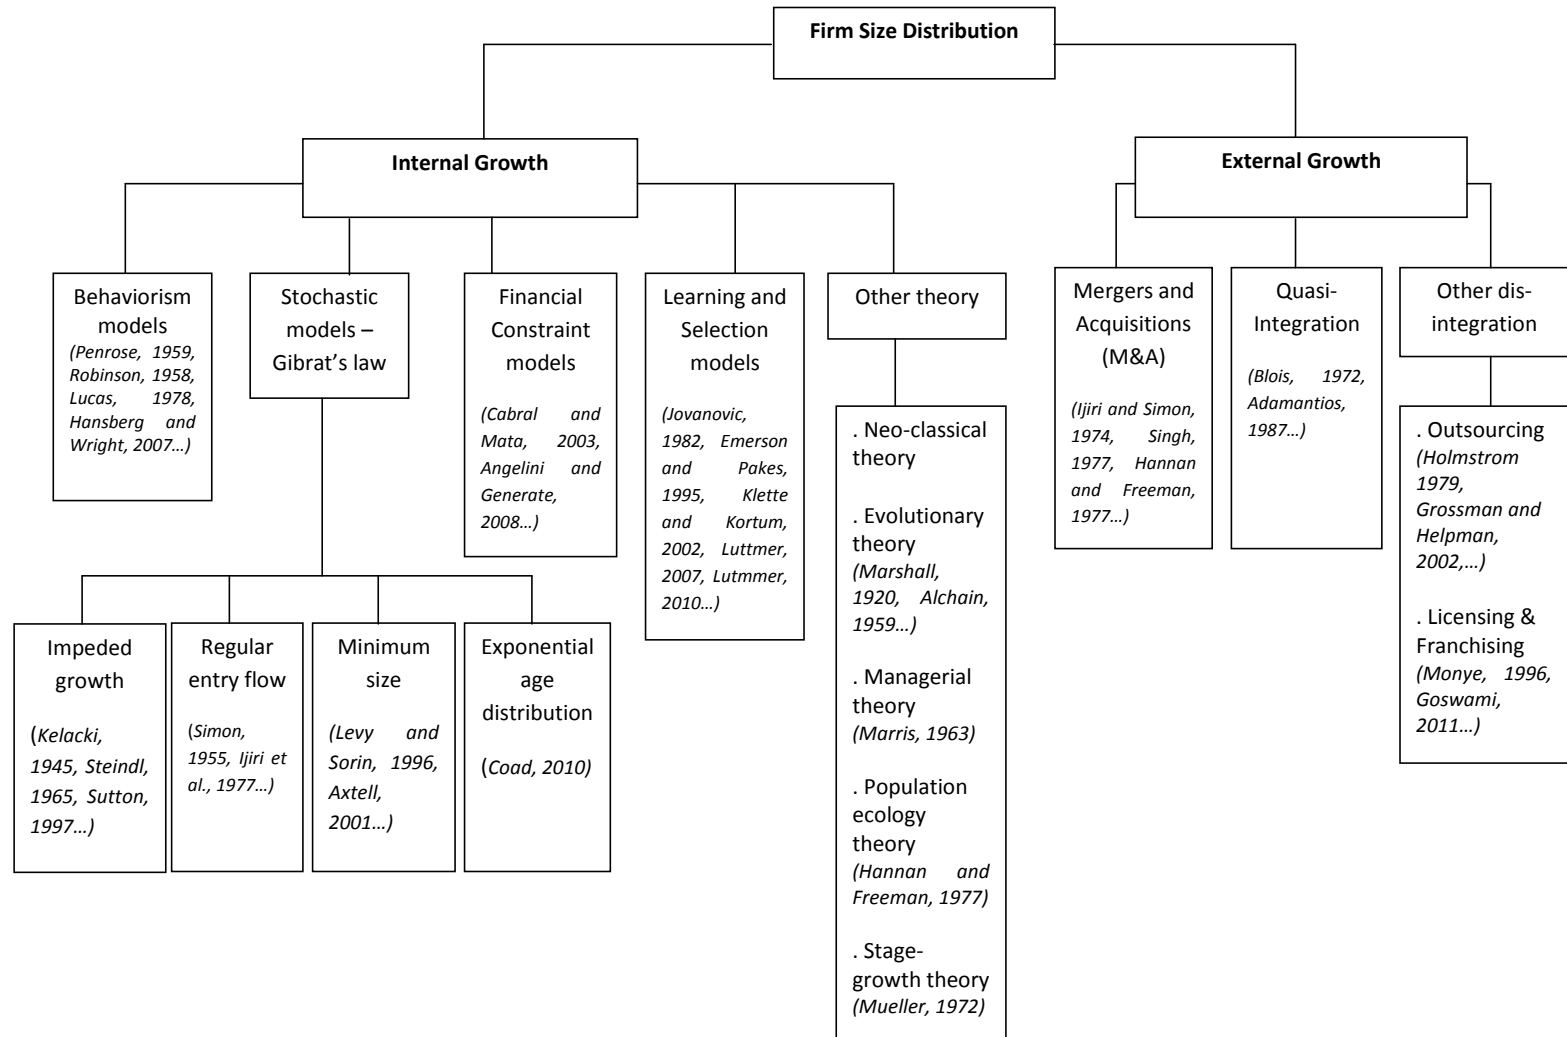 Firm Size Distribution
Internal Growth
External Growth
Behaviorism
models
(Penrose, 1959,
Robinson, 1958,
Lucas, 1978,
Hansberg and
Wright, 2007…)
Stochastic
models –
Gibrat’s law
Financial
Constraint
models
(Cabral and
Mata, 2003,
Angelini and
Generate,
2008…)
Learning and
Selection
models
(Jovanovic,
1982, Emerson
and Pakes,
1995, Klette
and Kortum,
2002, Luttmer,
2007, Lutmmer,
2010…)
Other theory
Mergers and
Acquisitions
(M&A)
(Ijiri and Simon,
1974, Singh,
1977, Hannan
and Freeman,
1977…)
Quasi-
Integration
(Blois, 1972,
Adamantios,
1987…)
Other dis-
integration
Impeded
growth
(Kelacki,
1945, Steindl,
1965, Sutton,
1997…)
Regular
entry flow
(Simon,
1955, Ijiri et
al., 1977…)
Minimum
size
(Levy and
Sorin, 1996,
Axtell,
2001…)
Exponential
age
distribution
(Coad, 2010)
. Neo-classical
theory
. Evolutionary
theory
(Marshall,
1920, Alchain,
1959…)
. Managerial
theory
(Marris, 1963)
. Population
ecology
theory
(Hannan and
Freeman, 1977)
. Stage-
growth theory
(Mueller, 1972)
. Outsourcing
(Holmstrom
1979,
Grossman and
Helpman,
2002,…)
. Licensing &
Franchising
(Monye, 1996,
Goswami,
2011…)